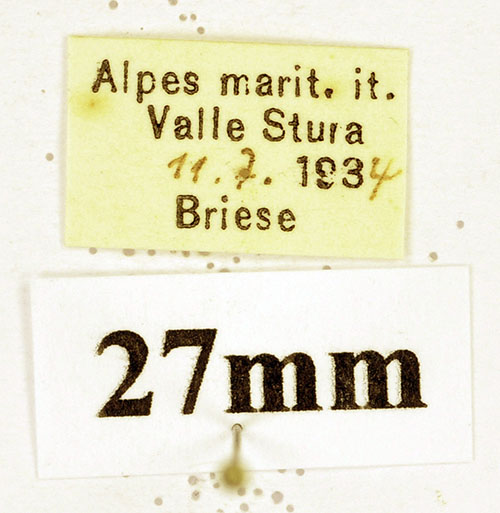 Alpes marit. it.
Valle Stura
11.7.1934
Briese
27mm